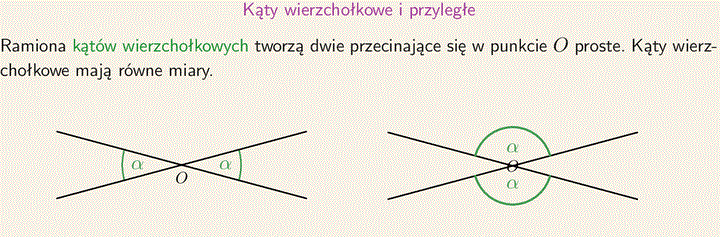 Kąty wierzchołkowe i przyległe
Ramiona kątów wierzchołkowych tworzą dwie przecinające się w punkcie O proste. Kąty wierz-
chołkowe mają równe miary.
α α
O
α
O
α